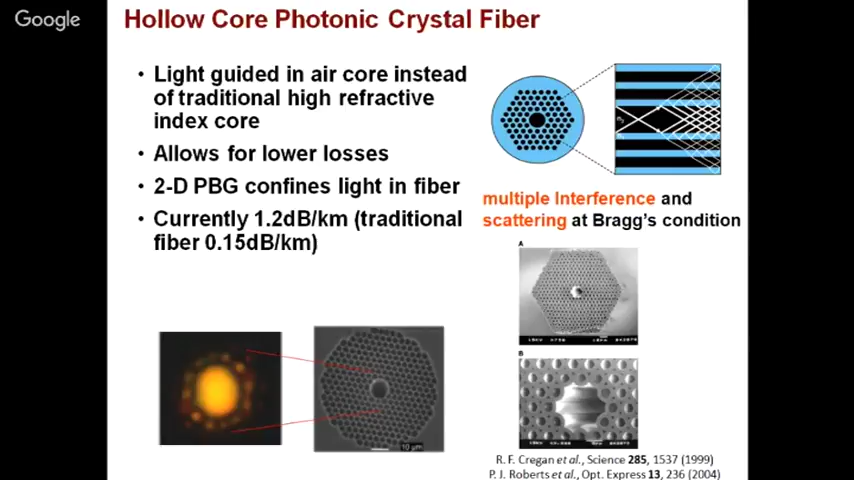 Google
Hollow Core Photonic Crystal Fiber
• Light guided in air core instead
of traditional high refractive
index core
• Allows for lower losses
• 2-D PBG confines light in fiber
• Currently 1.2dB/km (traditional
fiber 0.15dB/km)
multiple Interference and
scattering at Bragg's condition
A
B
10 µm
R. F. Cregan et al., Science 285, 1537 (1999)
P. J. Roberts et al., Opt. Express 13, 236 (2004)